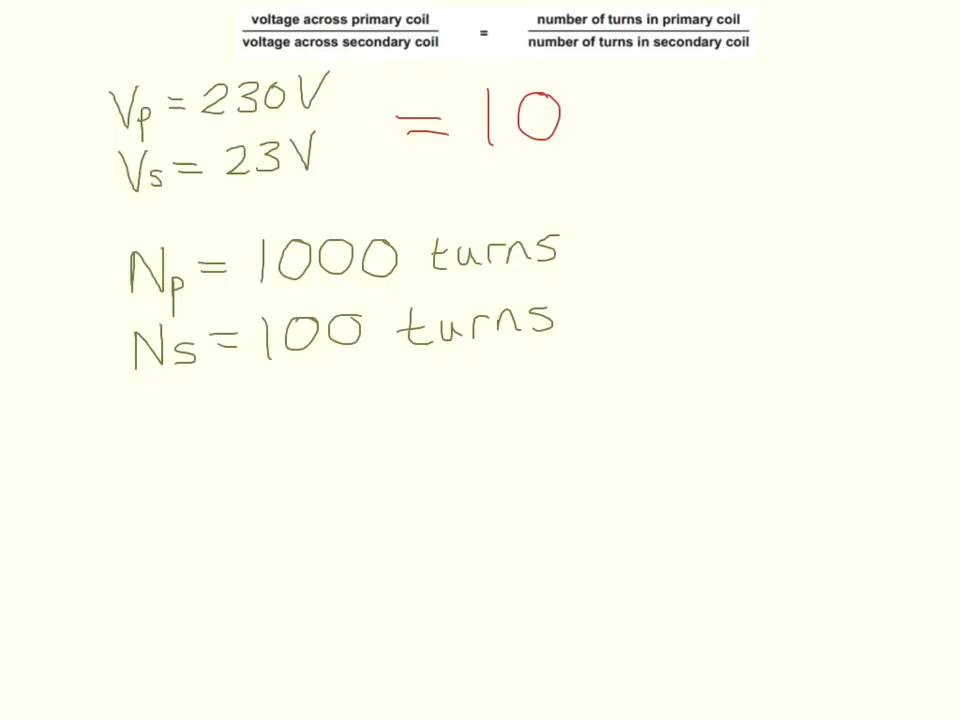 voltage across primary coil / voltage across secondary coil = number of turns in primary coil / number of turns in secondary coil
Vp = 230V
Vs = 23V
= 10
Np = 1000 turns
Ns = 100 turns